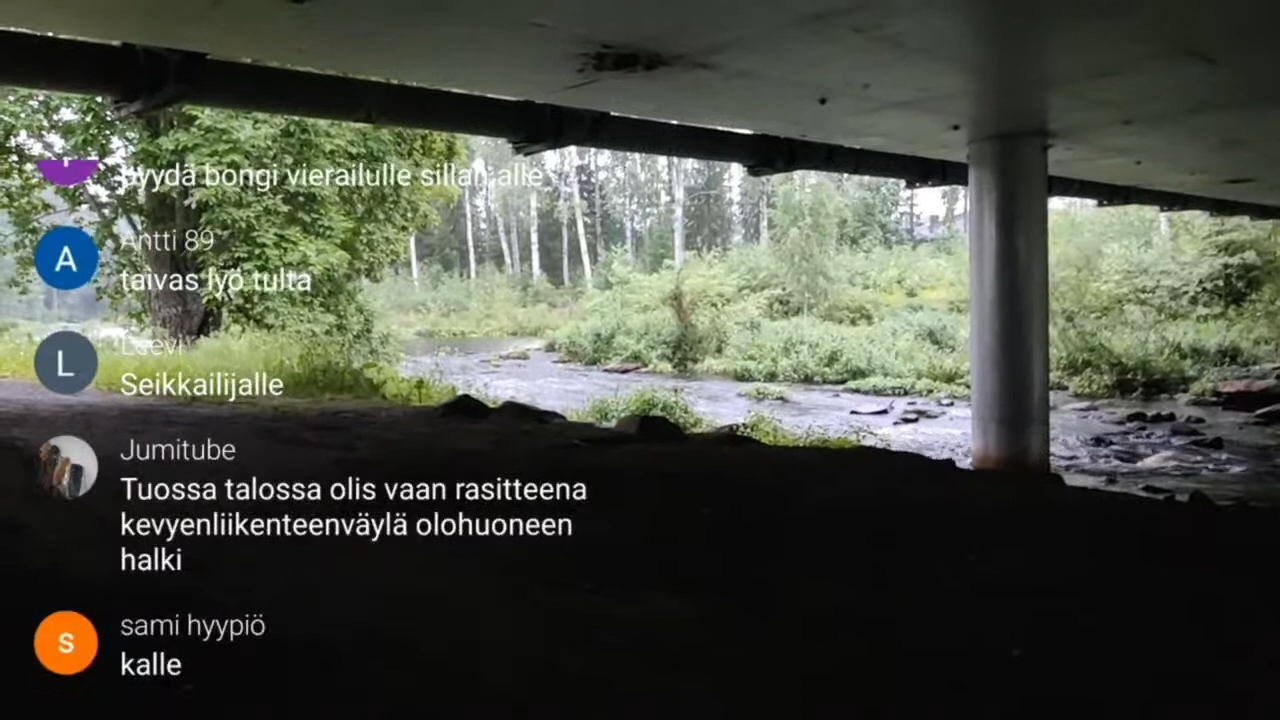 bongi vierailulle sillan alle
A
Antti 89
taivas lyö tulta
Leevi
L
Seikkailijalle
Jumitube
Tuossa talossa olis vaan rasitteena
kevyenliikenteenväylä olohuoneen
halki
sami hyypiö
s
kalle